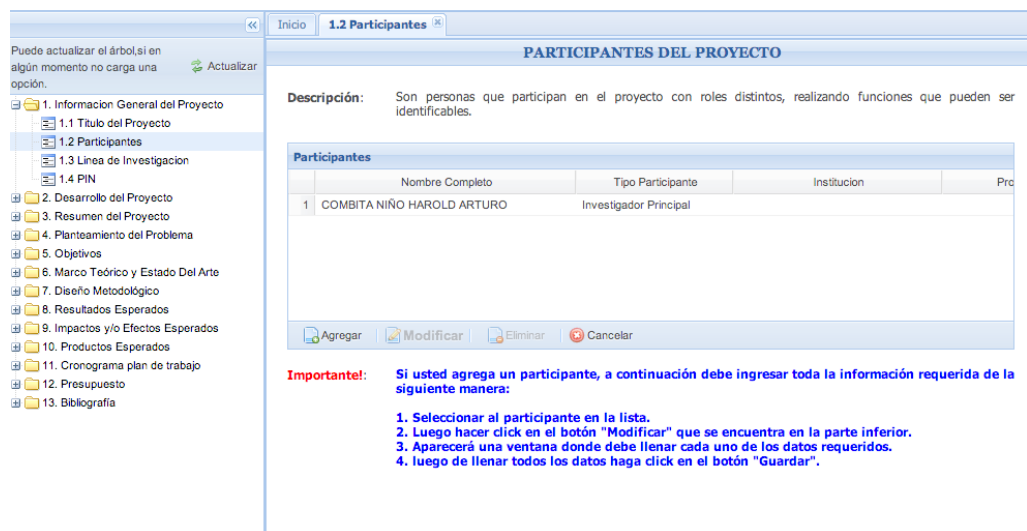 Puede actualizar el árbol,si en
algún momento no carga una
opción.
Actualizar
1. Informacion General del Proyecto
1.1 Titulo del Proyecto
1.2 Participantes
1.3 Linea de Investigacion
1.4 PIN
2. Desarrollo del Proyecto
3. Resumen del Proyecto
4. Planteamiento del Problema
5. Objetivos
6. Marco Teórico y Estado Del Arte
7. Diseño Metodológico
8. Resultados Esperados
9. Impactos y/o Efectos Esperados
10. Productos Esperados
11. Cronograma plan de trabajo
12. Presupuesto
13. Bibliografía
Inicio
1.2 Participantes
PARTICIPANTES DEL PROYECTO
Descripción: Son personas que participan en el proyecto con roles distintos, realizando funciones que pueden ser
identificables.
Participantes
Nombre Completo Tipo Participante Institucion Pro
1 COMBITA NIÑO HAROLD ARTURO Investigador Principal
Agregar Modificar Eliminar Cancelar
Importante!: Si usted agrega un participante, a continuación debe ingresar toda la información requerida de la
siguiente manera:
1. Seleccionar al participante en la lista.
2. Luego hacer click en el botón "Modificar" que se encuentra en la parte inferior.
3. Aparecerá una ventana donde debe llenar cada uno de los datos requeridos.
4. luego de llenar todos los datos haga click en el botón "Guardar".